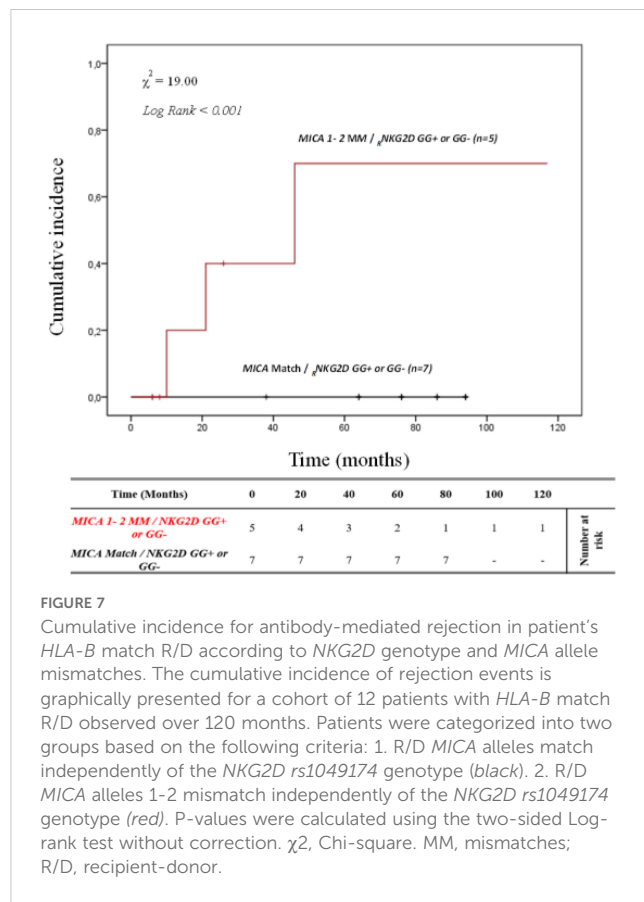 1,0
χ2 = 19.00
Log Rank < 0.001
0,8
MICA 1- 2 MM / RNKG2D GG+ or GG- (n=5)
0,6
Cumulative incidence
0,4
0,2
MICA Match / RNKG2D GG+ or GG- (n=7)
0,0
0 20 40 60 80 100 120
Time (months)
Time (Months) 0 20 40 60 80 100 120
MICA 1- 2 MM / NKG2D GG+
or GG- 5 4 3 2 1 1 1
MICA Match / NKG2D GG+ or
GG- 7 7 7 7 7 - -
Number at
risk
FIGURE 7
Cumulative incidence for antibody-mediated rejection in patient's
HLA-B match R/D according to NKG2D genotype and MICA allele
mismatches. The cumulative incidence of rejection events is
graphically presented for a cohort of 12 patients with HLA-B match
R/D observed over 120 months. Patients were categorized into two
groups based on the following criteria: 1. R/D MICA alleles match
independently of the NKG2D rs1049174 genotype (black). 2. R/D
MICA alleles 1-2 mismatch independently of the NKG2D rs1049174
genotype (red). P-values were calculated using the two-sided Log-
rank test without correction. χ2, Chi-square. MM, mismatches;
R/D, recipient-donor.